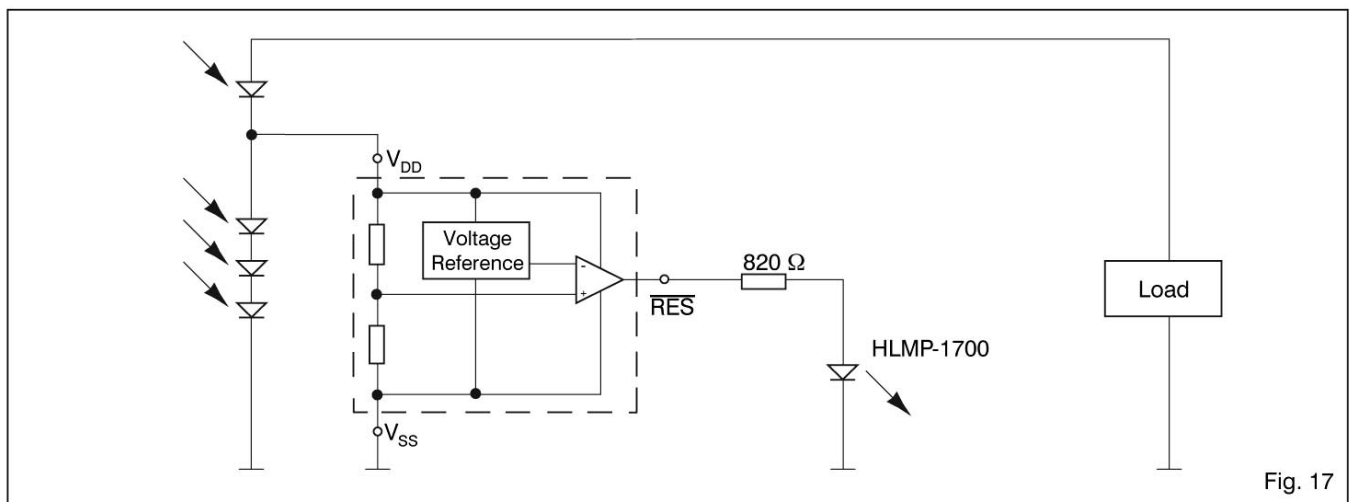 V_DD
Voltage
Reference
-
+
RES
820 Ω
HLMP-1700
Load
V_SS
Fig. 17